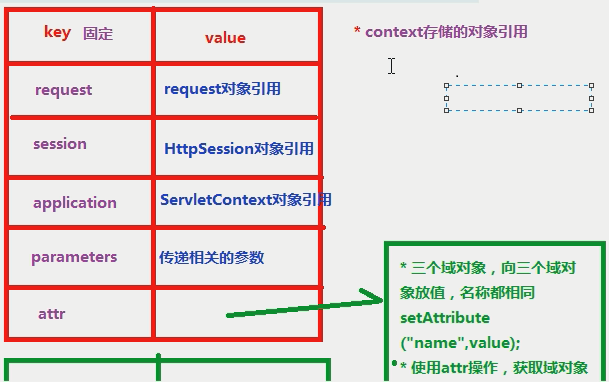 key 固定 value
* context存储的对象引用
request request对象引用
session HttpSession对象引用
application ServletContext对象引用
parameters 传递相关的参数
attr
* 三个域对象，向三个域对
象放值，名称都相同
setAttribute
("name",value);
* 使用attr操作，获取域对象